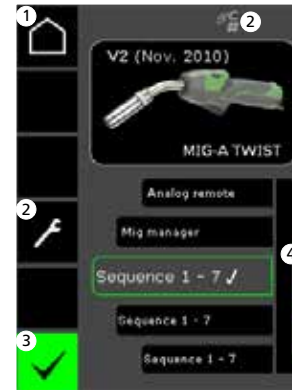 1
2
V2 (Nov. 2010)
MIG-A TWIST
Analog remote
2
Mig manager
4
Sequence 1 - 7 ✓
Sequence 1 - 7
3
Sequence 1 - 7